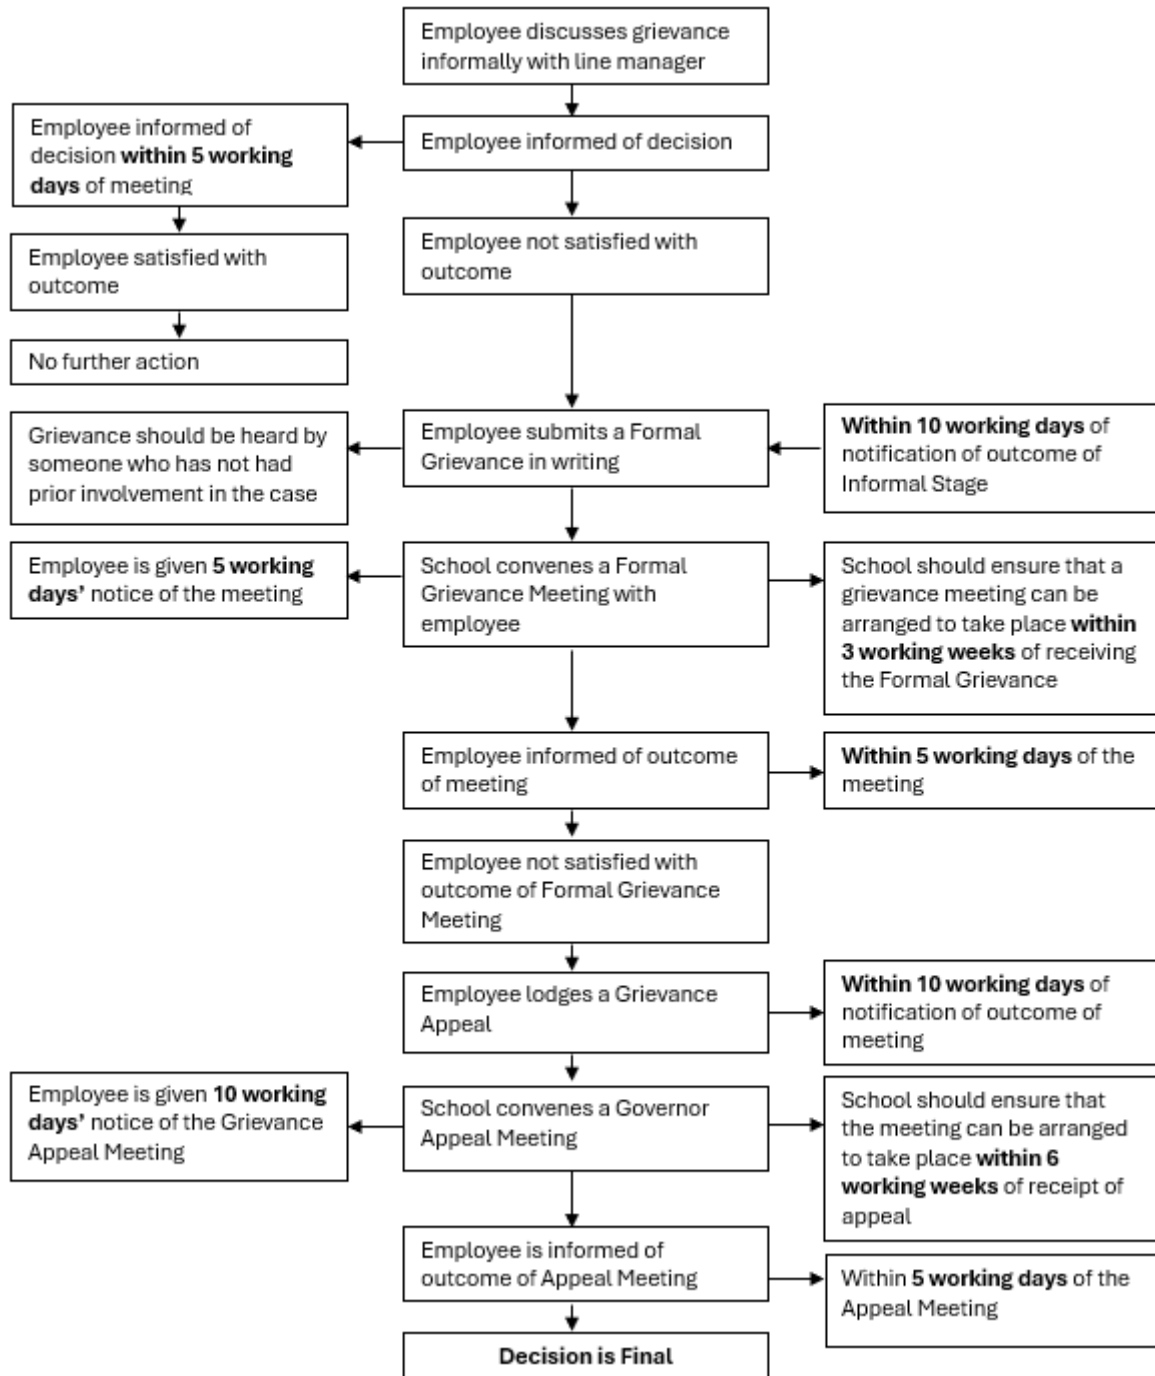 Employee discusses grievance
informally with line manager
Employee informed of
decision within 5 working
days of meeting
Employee informed of decision
Employee satisfied with
outcome
Employee not satisfied with
outcome
No further action
Grievance should be heard by
someone who has not had
prior involvement in the case
Employee submits a Formal
Grievance in writing
Within 10 working days of
notification of outcome of
Informal Stage
Employee is given 5 working
days’ notice of the meeting
School convenes a Formal
Grievance Meeting with
employee
School should ensure that a
grievance meeting can be
arranged to take place within
3 working weeks of receiving
the Formal Grievance
Employee informed of outcome
of meeting
Within 5 working days of the
meeting
Employee not satisfied with
outcome of Formal Grievance
Meeting
Employee lodges a Grievance
Appeal
Within 10 working days of
notification of outcome of
meeting
Employee is given 10 working
days’ notice of the Grievance
Appeal Meeting
School convenes a Governor
Appeal Meeting
School should ensure that
the meeting can be arranged
to take place within 6
working weeks of receipt of
appeal
Employee is informed of
outcome of Appeal Meeting
Within 5 working days of the
Appeal Meeting
Decision is Final